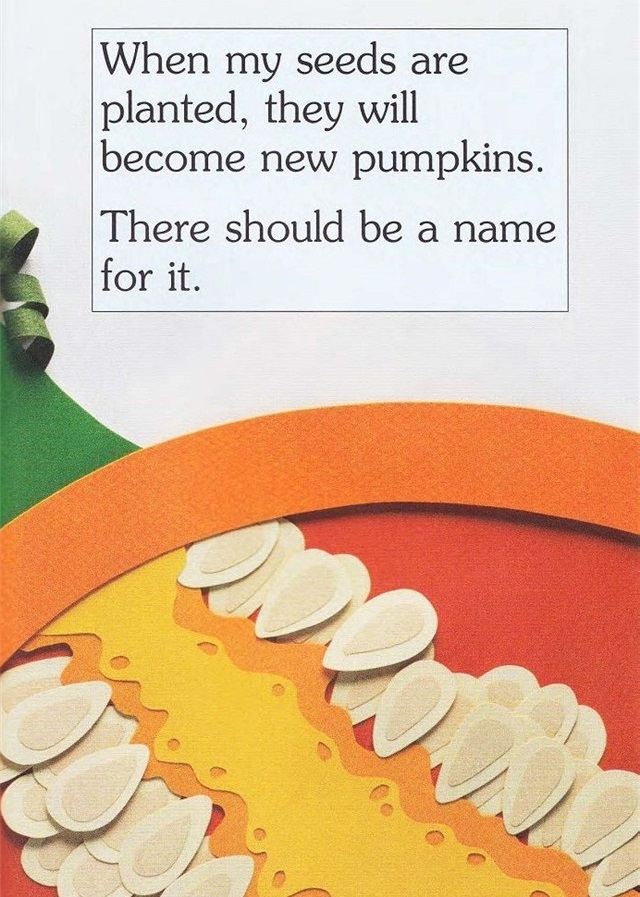 When my seeds are
planted, they will
become new pumpkins.
There should be a name
for it.